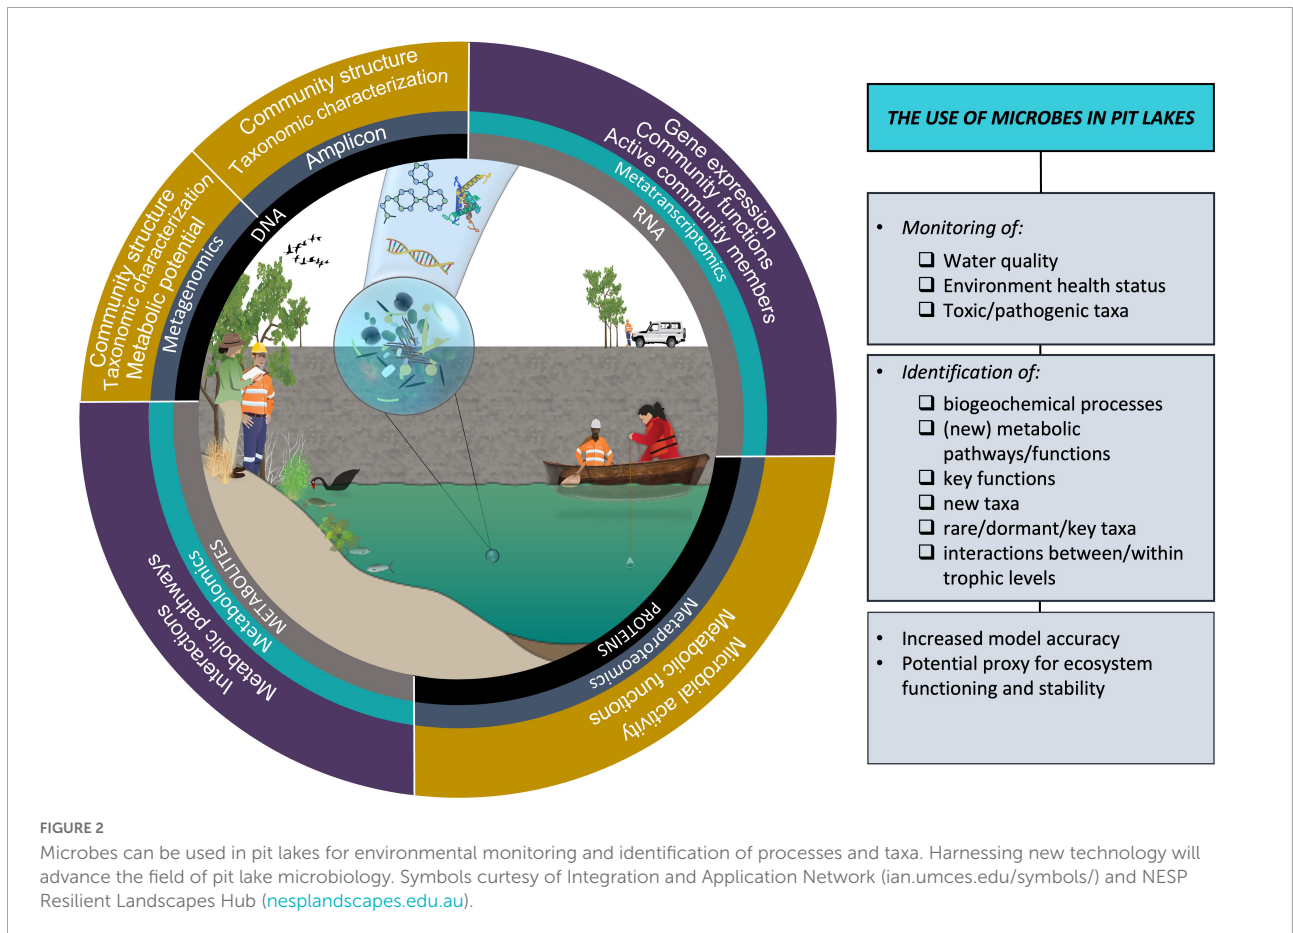 Community structure
Taxonomic characterization
Amplicon
Community structure
Taxonomic characterization
Metabolic potential
Metagenomics
DNA
Gene expression
Community functions
Active community members
Metatranscriptomics
RNA
Interactions
Metabolic pathways
Metabolomics
METABOLITES
PROTEINS
Metaproteomics
Metabolic functions
Microbial activity
THE USE OF MICROBES IN PIT LAKES
• Monitoring of:
❑ Water quality
❑ Environment health status
❑ Toxic/pathogenic taxa
• Identification of:
❑ biogeochemical processes
❑ (new) metabolic
pathways/functions
❑ key functions
❑ new taxa
❑ rare/dormant/key taxa
❑ interactions between/within
trophic levels
• Increased model accuracy
• Potential proxy for ecosystem
functioning and stability
FIGURE 2
Microbes can be used in pit lakes for environmental monitoring and identification of processes and taxa. Harnessing new technology will
advance the field of pit lake microbiology. Symbols curtesy of Integration and Application Network (ian.umces.edu/symbols/) and NESP
Resilient Landscapes Hub (nesplandscapes.edu.au).